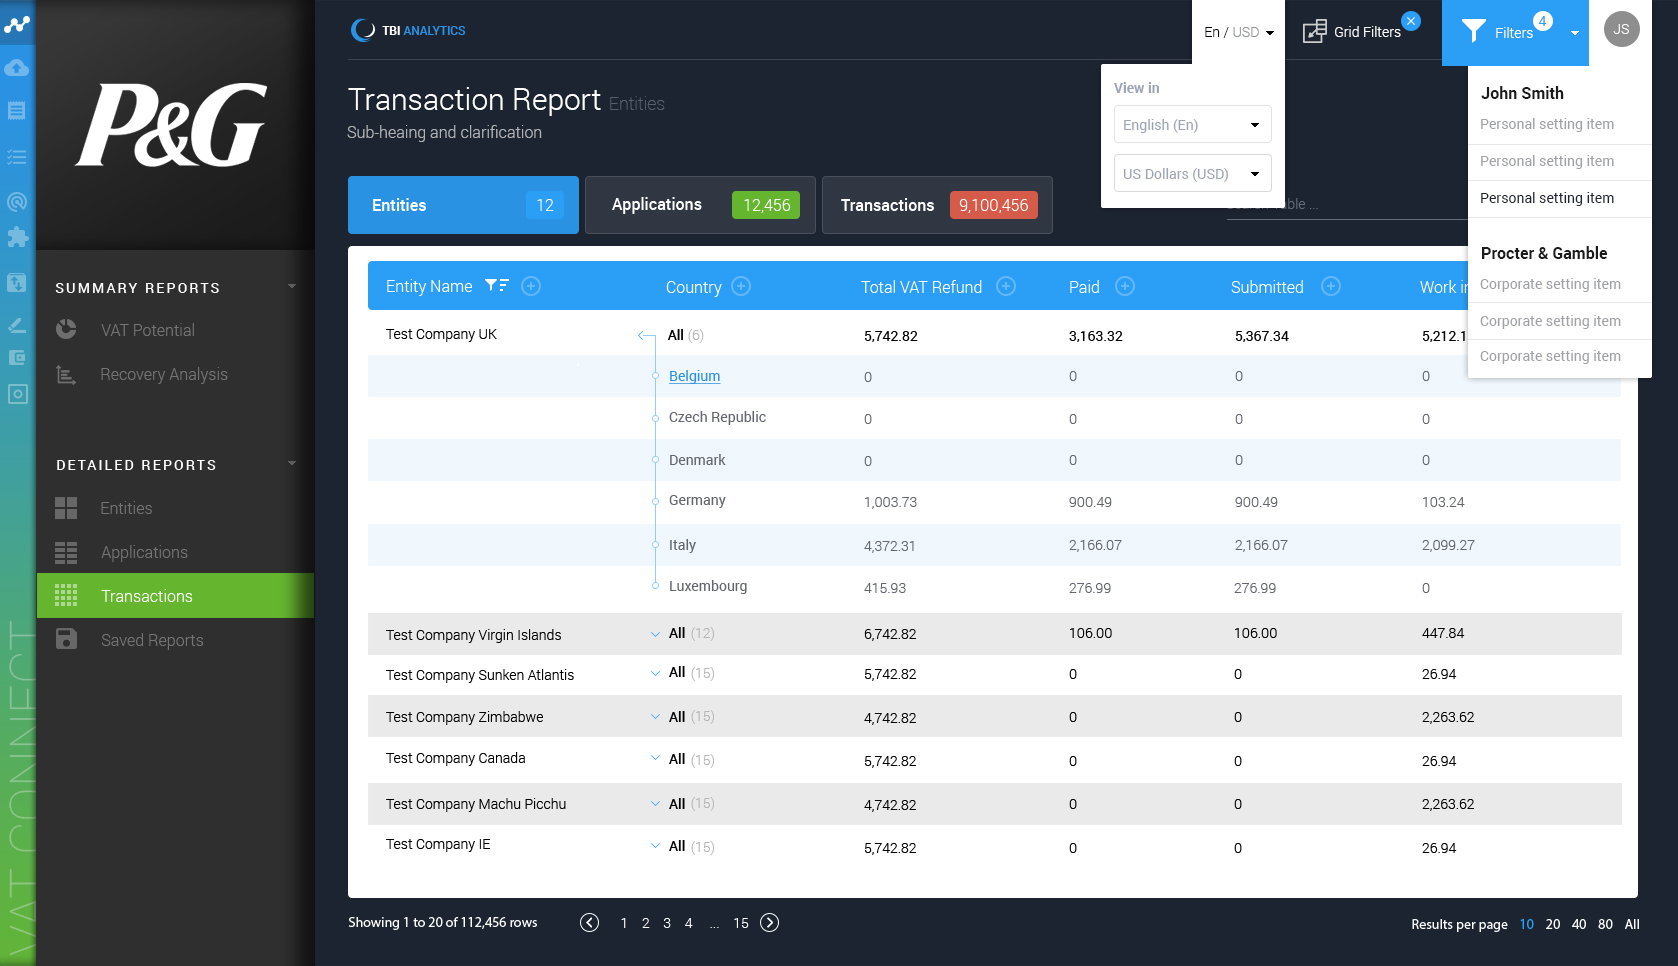 TBI ANALYTICS
En / USD
Grid Filters
Filters
4
JS
P&G
SUMMARY REPORTS
VAT Potential
Recovery Analysis
DETAILED REPORTS
Entities
Applications
Transactions
Saved Reports
VAT CONNECT
Transaction Report Entities
Sub-heaing and clarification
View in
English (En)
US Dollars (USD)
John Smith
Personal setting item
Personal setting item
Personal setting item
Procter & Gamble
Corporate setting item
Corporate setting item
Corporate setting item
Entities 12
Applications 12,456
Transactions 9,100,456
Entity Name Country Total VAT Refund Paid Submitted Work
Test Company UK All (6) 5,742.82 3,163.32 5,367.34 5,212.1
Belgium 0 0 0 0
Czech Republic 0 0 0 0
Denmark 0 0 0 0
Germany 1,003.73 900.49 900.49 103.24
Italy 4,372.31 2,166.07 2,166.07 2,099.27
Luxembourg 415.93 276.99 276.99 0
Test Company Virgin Islands All (12) 6,742.82 106.00 106.00 447.84
Test Company Sunken Atlantis All (15) 5,742.82 0 0 26.94
Test Company Zimbabwe All (15) 4,742.82 0 0 2,263.62
Test Company Canada All (15) 5,742.82 0 0 26.94
Test Company Machu Picchu All (15) 4,742.82 0 0 2,263.62
Test Company IE All (15) 5,742.82 0 0 26.94
Showing 1 to 20 of 112,456 rows
1 2 3 4 ... 15
Results per page 10 20 40 80 All